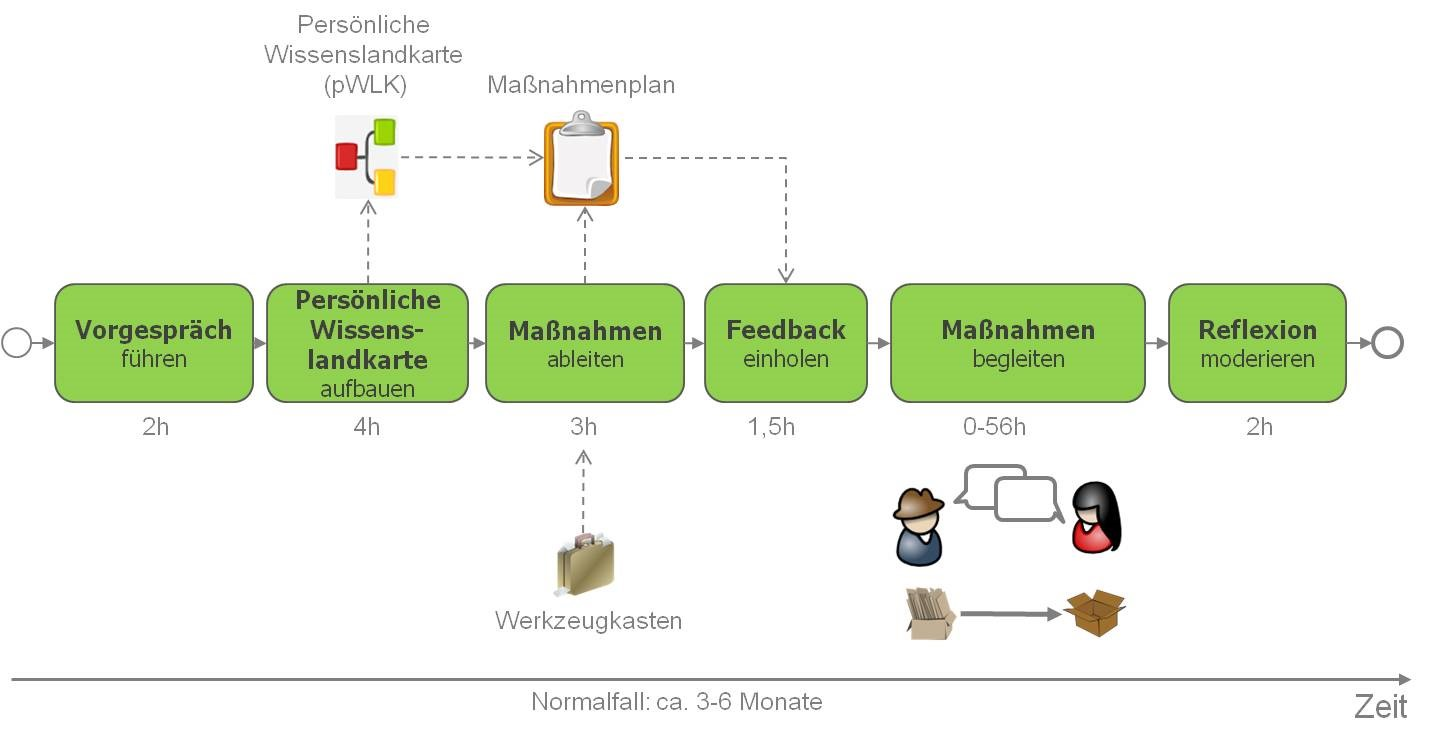 Persönliche
Wissenslandkarte
(pWLK)
Maßnahmenplan
Vorgespräch
führen
Persönliche
Wissens-
landkarte
aufbauen
Maßnahmen
ableiten
Feedback
einholen
Maßnahmen
begleiten
Reflexion
moderieren
2h
4h
3h
1,5h
0-56h
2h
Werkzeugkasten
Normalfall: ca. 3-6 Monate
Zeit